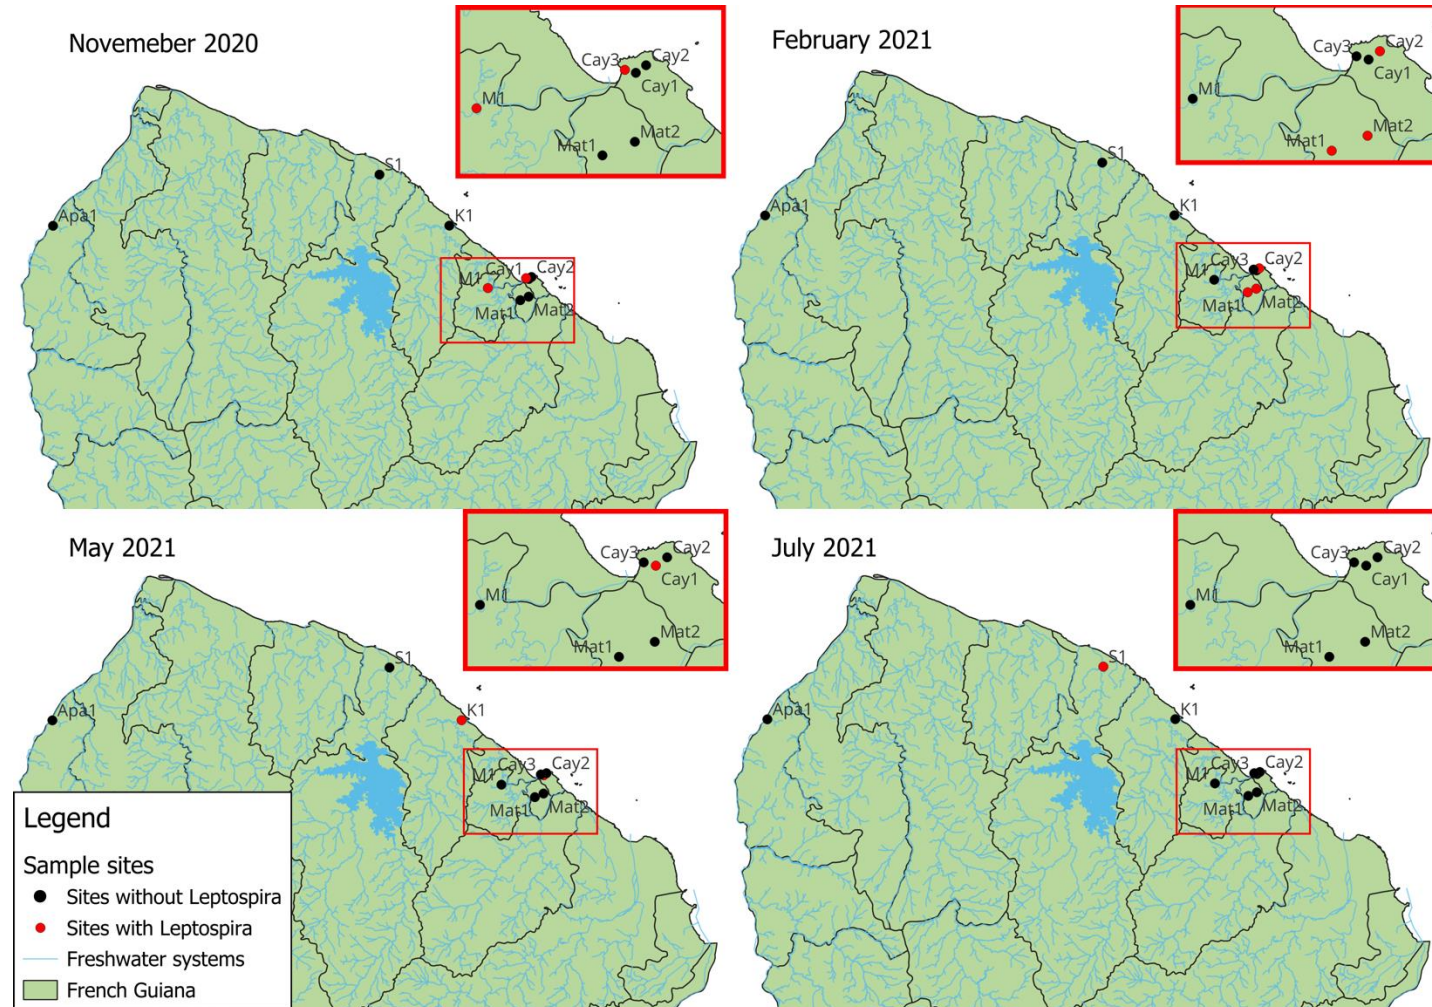 Novemeber 2020
Cay3
Cay2
Cay1
M1
Mat2
Mat1
S1
Apa1
K1
Cay1
Cay2
M1
Mat1
Mat2
February 2021
Cay3
Cay2
Cay1
M1
Mat2
Mat1
S1
Apa1
K1
Cay3
Cay2
M1
Mat1
Mat2
May 2021
Cay3
Cay2
Cay1
M1
Mat2
Mat1
S1
Apa1
K1
Cay3
Cay2
M1
Mat1
Mat2
Legend
Sample sites
Sites without Leptospira
Sites with Leptospira
Freshwater systems
French Guiana
July 2021
Cay3
Cay2
Cay1
M1
Mat2
Mat1
S1
Apa1
K1
Cay3
Cay2
M1
Mat1
Mat2